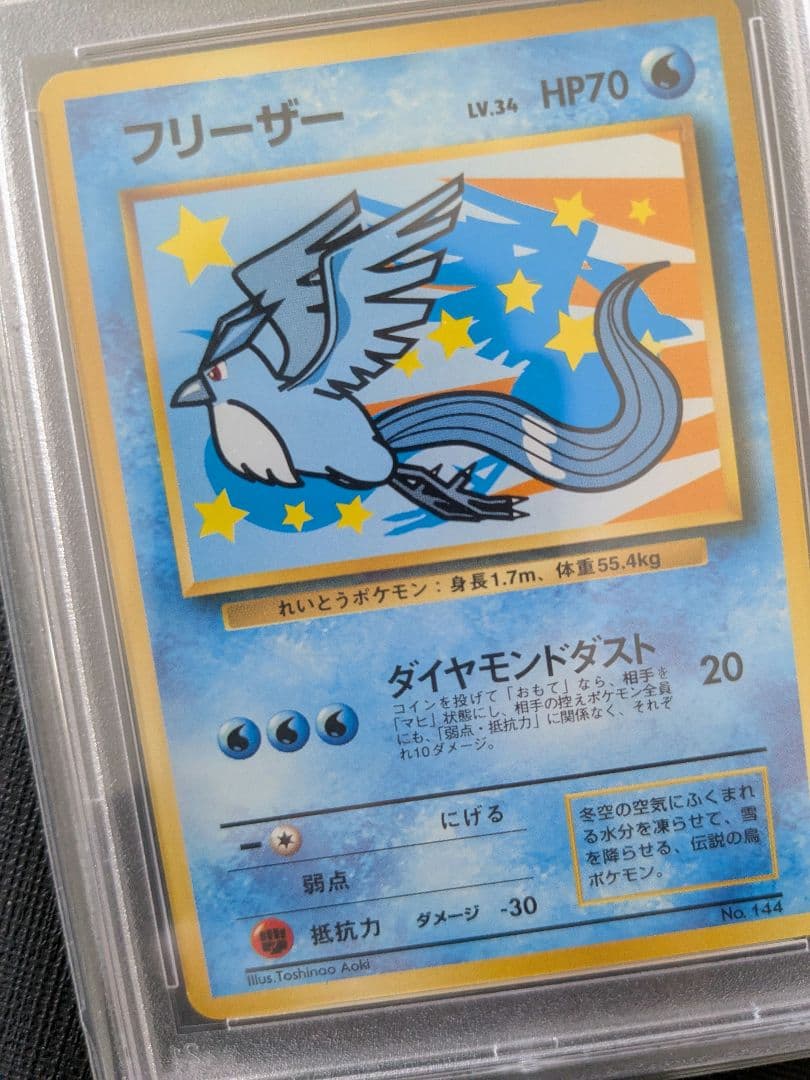 フリーザー LV.34 HP70
れいとうポケモン：身長1.7m、体重55.4kg
ダイヤモンドダスト 20
コインを投げて「おもて」なら、相手を
「マヒ」状態にし、相手の控えポケモン全員
にも、「弱点・抵抗力」に関係なく、それぞ
れ10ダメージ。
にげる
弱点
抵抗力 ダメージ -30
冬空の空気にふくまれ
る水分を凍らせて、雪
を降らせる、伝説の鳥
ポケモン。
Illus.Toshinao Aoki
No. 144